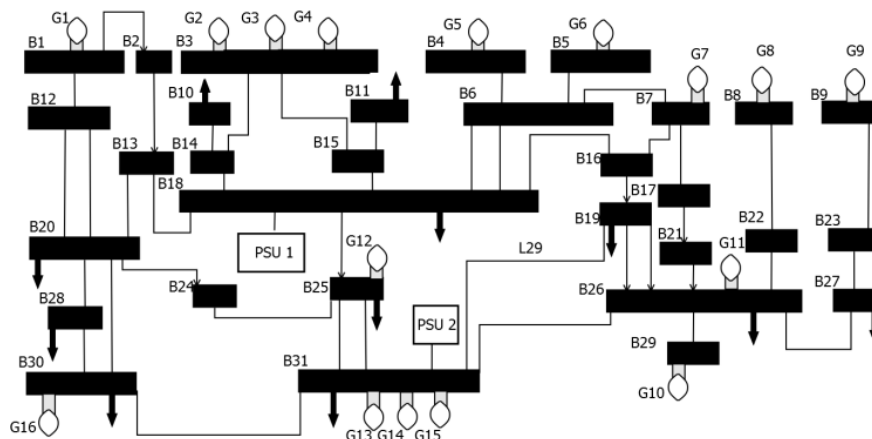 G1 G2 G3 G4 G5 G6
B1 B2 B3 B4 B5 G7 G8 G9
B10 B11 B6 B7 B8 B9
B12
B13 B14 B15 B16
B18 B17
B19
B20 PSU 1 G12 L29 B21 G11 B22 B23
B24 B25 B26 B27
B28 PSU 2
B30 B31 B29
G10
G16 G13 G14 G15